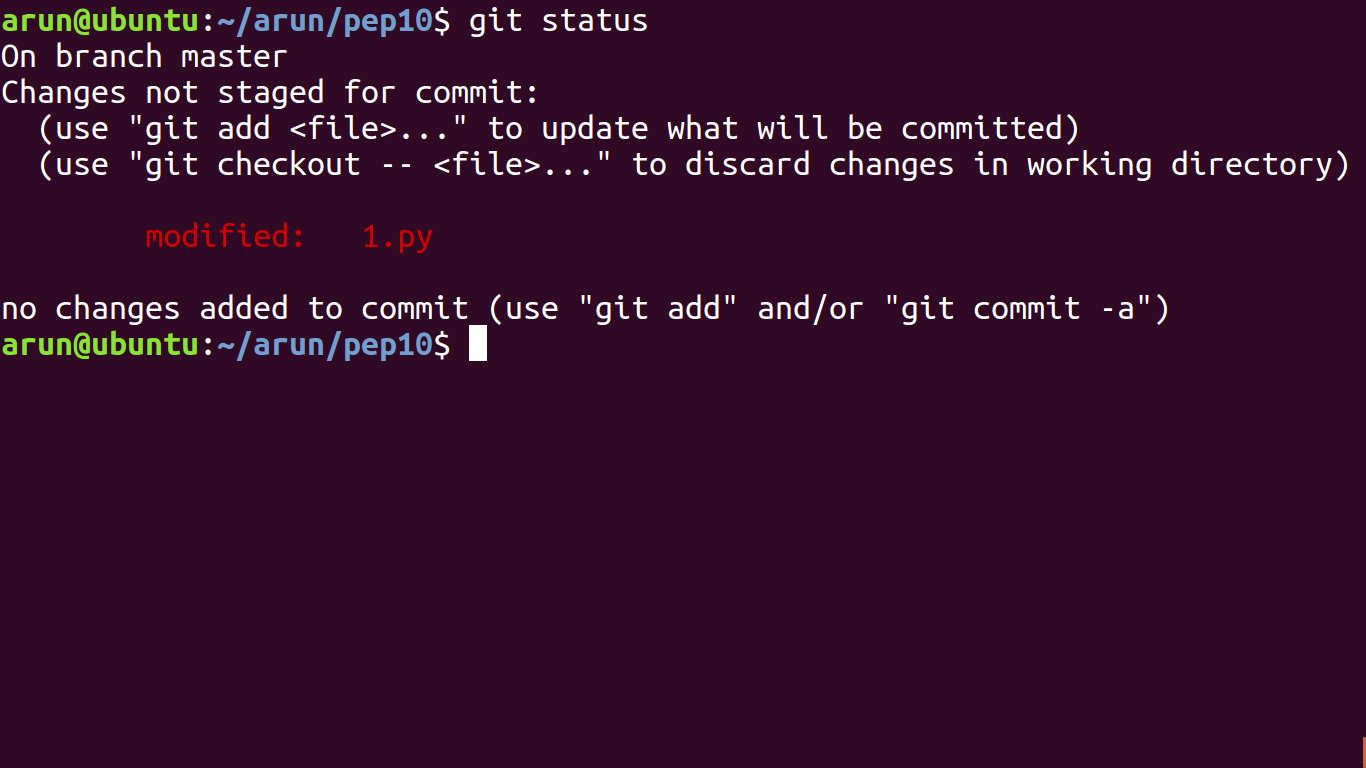 arun@ubuntu:~/arun/pep10$ git status
On branch master
Changes not staged for commit:
  (use "git add <file>..." to update what will be committed)
  (use "git checkout -- <file>..." to discard changes in working directory)

        modified:   1.py

no changes added to commit (use "git add" and/or "git commit -a")
arun@ubuntu:~/arun/pep10$